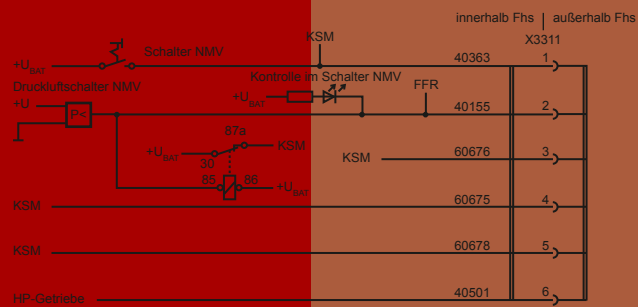 innerhalb Fhs | außerhalb Fhs
X3311
KSM
Schalter NMV
+UBAT
40363 1
Druckluftschalter NMV
Kontrolle im Schalter NMV
+UBAT
FFR
+UI
P<
40155 2
87a
+UBAT
30
KSM
KSM
60676 3
85
86
+UBAT
KSM
60675 4
KSM
60678 5
HP-Getriebe
40501 6